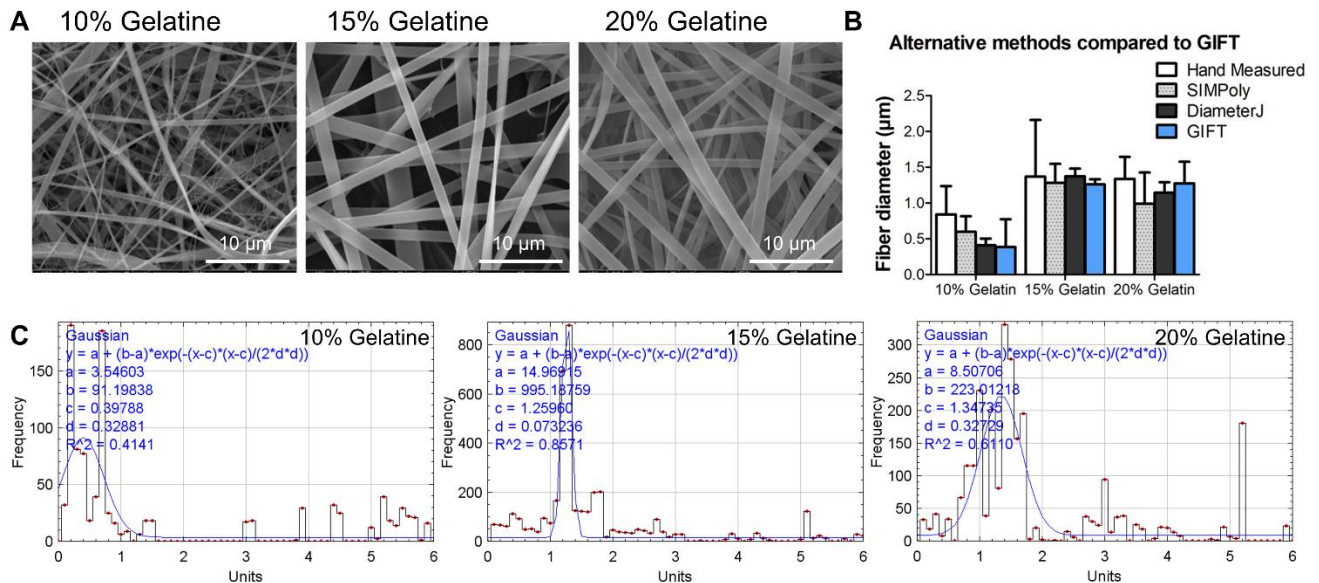 A
10% Gelatine
15% Gelatine
20% Gelatine
10 µm
10 µm
10 µm
B
Alternative methods compared to GIFT
Hand Measured
SIMPoly
DiameterJ
GIFT
Fiber diameter (µm)
2.5
2.0
1.5
1.0
0.5
0.0
10% Gelatin
15% Gelatin
20% Gelatin
C
10% Gelatine
Gaussian
y = a + (b-a)*exp(-(x-c)*(x-c)/(2*d*d))
a = 3.54603
b = 91.19838
c = 0.39788
d = 0.32881
R^2 = 0.4141
Frequency
150
100
50
0
0 1 2 3 4 5 6
Units
15% Gelatine
Gaussian
y = a + (b-a)*exp(-(x-c)*(x-c)/(2*d*d))
a = 14.96915
b = 995.18759
c = 1.25960
d = 0.073236
R^2 = 0.8571
Frequency
800
600
400
200
0
0 1 2 3 4 5 6
Units
20% Gelatine
Gaussian
y = a + (b-a)*exp(-(x-c)*(x-c)/(2*d*d))
a = 8.50706
b = 223.01218
c = 1.34735
d = 0.32729
R^2 = 0.6110
Frequency
300
250
200
150
100
50
0
0 1 2 3 4 5 6
Units